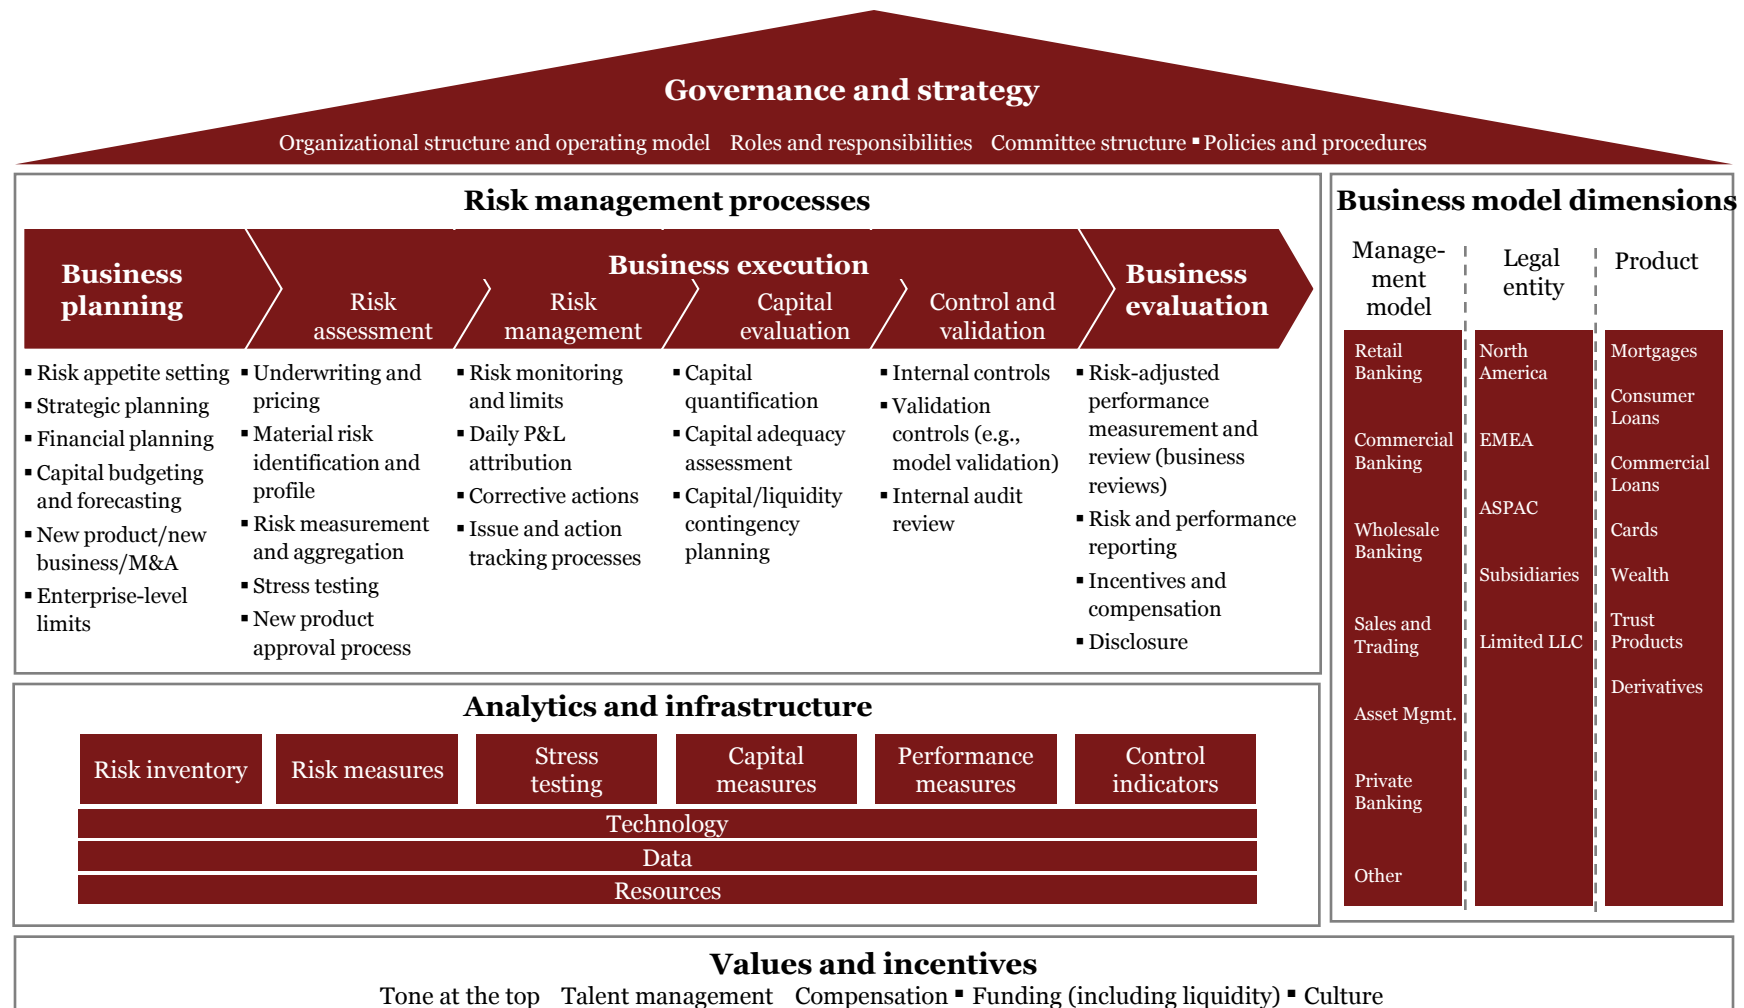 Governance and strategy
Organizational structure and operating model Roles and responsibilities Committee structure ▪ Policies and procedures
Risk management processes
Business
planning
Business execution
Risk
assessment
Risk
management
Capital
evaluation
Control and
validation
Business
evaluation
▪ Risk appetite setting
▪ Strategic planning
▪ Financial planning
▪ Capital budgeting
and forecasting
▪ New product/new
business/M&A
▪ Enterprise-level
limits
▪ Underwriting and
pricing
▪ Material risk
identification and
profile
▪ Risk measurement
and aggregation
▪ Stress testing
▪ New product
approval process
▪ Risk monitoring
and limits
▪ Daily P&L
attribution
▪ Corrective actions
▪ Issue and action
tracking processes
▪ Capital
quantification
▪ Capital adequacy
assessment
▪ Capital/liquidity
contingency
planning
▪ Internal controls
▪ Validation
controls (e.g.,
model validation)
▪ Internal audit
review
▪ Risk-adjusted
performance
measurement and
review (business
reviews)
▪ Risk and performance
reporting
▪ Incentives and
compensation
▪ Disclosure
Business model dimensions
Manage-
ment
model
Retail
Banking
Commercial
Banking
Wholesale
Banking
Sales and
Trading
Asset Mgmt.
Private
Banking
Other
Legal
entity
North
America
EMEA
ASPAC
Subsidiaries
Limited LLC
Product
Mortgages
Consumer
Loans
Commercial
Loans
Cards
Wealth
Trust
Products
Derivatives
Analytics and infrastructure
Risk inventory
Risk measures
Stress
testing
Capital
measures
Performance
measures
Control
indicators
Technology
Data
Resources
Values and incentives
Tone at the top Talent management Compensation ▪ Funding (including liquidity) ▪ Culture